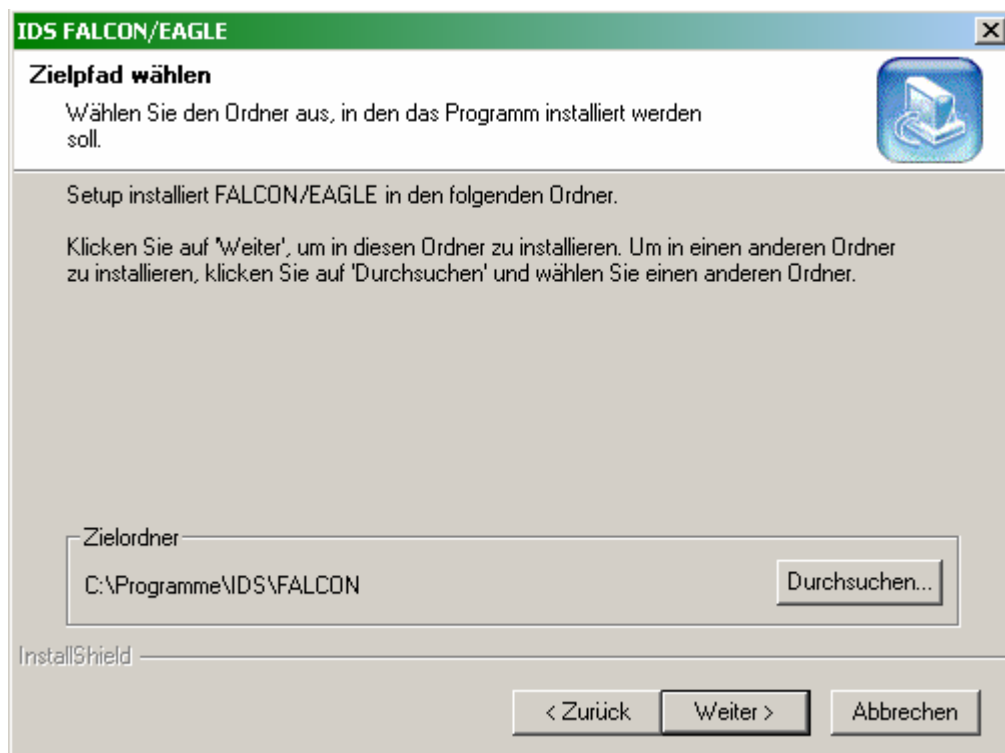 IDS FALCON/EAGLE
Zielpfad wählen
Wählen Sie den Ordner aus, in den das Programm installiert werden
soll.
Setup installiert FALCON/EAGLE in den folgenden Ordner.
Klicken Sie auf 'Weiter', um in diesen Ordner zu installieren. Um in einen anderen Ordner
zu installieren, klicken Sie auf 'Durchsuchen' und wählen Sie einen anderen Ordner.
Zielordner
C:\Programme\IDS\FALCON
Durchsuchen...
InstallShield
< Zurück
Weiter >
Abbrechen